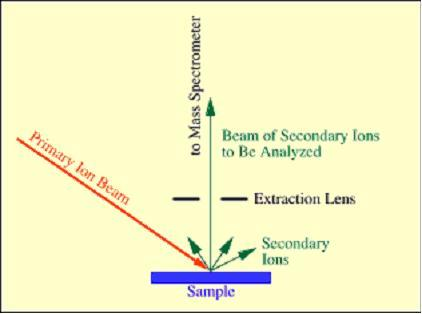 to Mass Spectrometer
Beam of Secondary Ions
to Be Analyzed
Primary Ion Beam
Extraction Lens
Secondary
Ions
Sample